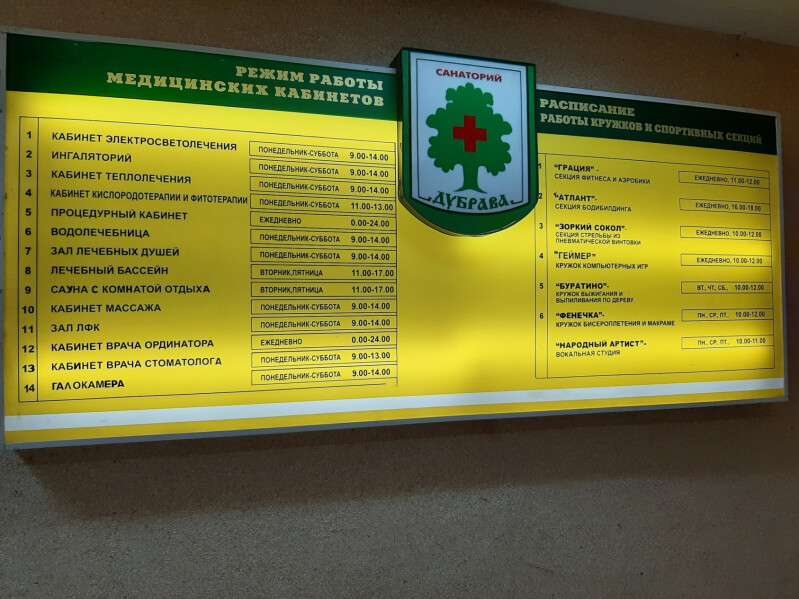 РЕЖИМ РАБОТЫ
МЕДИЦИНСКИХ КАБИНЕТОВ
1 КАБИНЕТ ЭЛЕКТРОСВЕТОЛЕЧЕНИЯ ПОНЕДЕЛЬНИК-СУББОТА 9.00-14.00
2 ИНГАЛЯТОРИЙ ПОНЕДЕЛЬНИК-СУББОТА 9.00-14.00
3 КАБИНЕТ ТЕПЛОЛЕЧЕНИЯ ПОНЕДЕЛЬНИК-СУББОТА 9.00-14.00
4 КАБИНЕТ КИСЛОРОДОТЕРАПИИ И ФИТОТЕРАПИИ ПОНЕДЕЛЬНИК-СУББОТА 11.00-13.00
5 ПРОЦЕДУРНЫЙ КАБИНЕТ ЕЖЕДНЕВНО 0.00-24.00
6 ВОДОЛЕЧЕБНИЦА ПОНЕДЕЛЬНИК-СУББОТА 9.00-14.00
7 ЗАЛ ЛЕЧЕБНЫХ ДУШЕЙ ПОНЕДЕЛЬНИК-СУББОТА 9.00-14.00
8 ЛЕЧЕБНЫЙ БАССЕЙН ВТОРНИК,ПЯТНИЦА 11.00-17.00
9 САУНА С КОМНАТОЙ ОТДЫХА ВТОРНИК,ПЯТНИЦА 11.00-17.00
10 КАБИНЕТ МАССАЖА ПОНЕДЕЛЬНИК-СУББОТА 9.00-14.00
11 ЗАЛ ЛФК ПОНЕДЕЛЬНИК-СУББОТА 9.00-14.00
12 КАБИНЕТ ВРАЧА ОРДИНАТОРА ЕЖЕДНЕВНО 0.00-24.00
13 КАБИНЕТ ВРАЧА СТОМАТОЛОГА ПОНЕДЕЛЬНИК-СУББОТА 9.00-13.00
14 ГАЛОКАМЕРА ПОНЕДЕЛЬНИК-СУББОТА 9.00-14.00
САНАТОРИЙ
ДУБРАВА
РАСПИСАНИЕ
РАБОТЫ КРУЖКОВ И СПОРТИВНЫХ СЕКЦИЙ
1 "ГРАЦИЯ" -
СЕКЦИЯ ФИТНЕСА И АЭРОБИКИ ЕЖЕДНЕВНО, 11.00-12.00
2 "АТЛАНТ"-
СЕКЦИЯ БОДИБИЛДИНГА ЕЖЕДНЕВНО, 16.00-18.00
3 "ЗОРКИЙ СОКОЛ"-
СЕКЦИЯ СТРЕЛЬБЫ ИЗ ЕЖЕДНЕВНО, 10.00-12.00
ПНЕВМАТИЧЕСКОЙ ВИНТОВКИ
4 "ГЕЙМЕР"
КРУЖОК КОМПЬЮТЕРНЫХ ИГР ЕЖЕДНЕВНО, 10.00-12.00
5 "БУРАТИНО"-
КРУЖОК ВЫЖИГАНИЯ И ВТ., ЧТ., СБ., 10.00-12.00
ВЫПИЛИВАНИЯ ПО ДЕРЕВУ
6 "ФЕНЕЧКА"-
КРУЖОК БИСЕРОПЛЕТЕНИЯ И МАКРАМЕ ПН., СР, ПТ., 10.00-12.00
"НАРОДНЫЙ АРТИСТ"-
ВОКАЛЬНАЯ СТУДИЯ ПН., СР, ПТ., 10.00-11.00